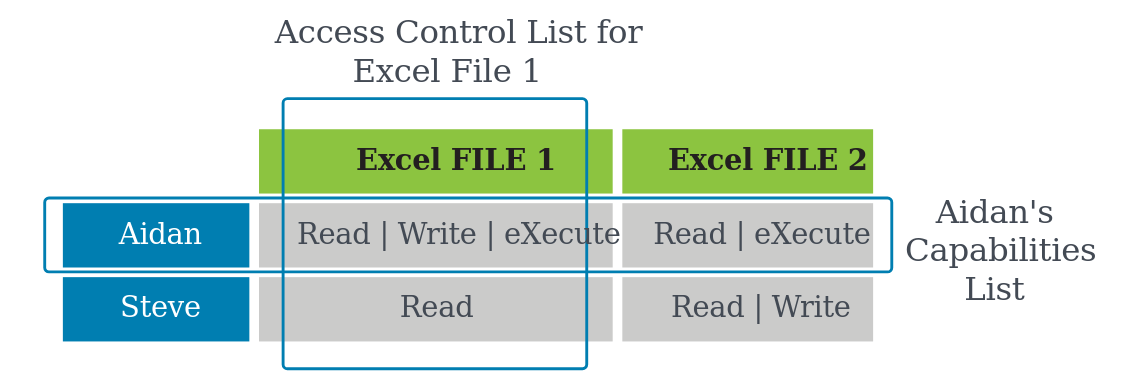 Access Control List for
Excel File 1
Excel FILE 1 Excel FILE 2
Aidan Read | Write | eXecute Read | eXecute
Aidan's
Capabilities
List
Steve Read Read | Write